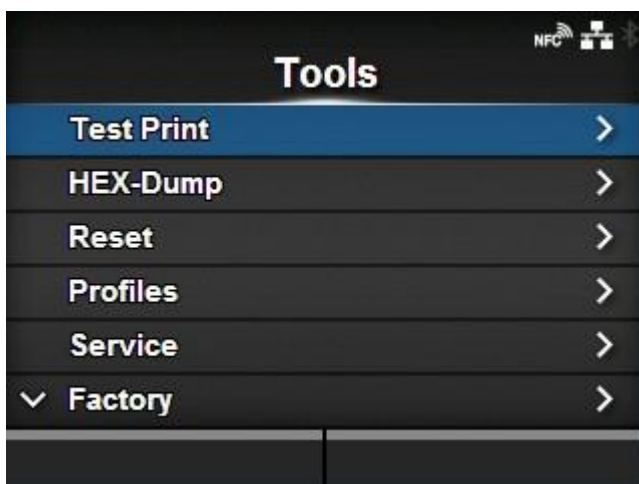 NFC
Tools
Test Print
HEX-Dump
Reset
Profiles
Service
Factory